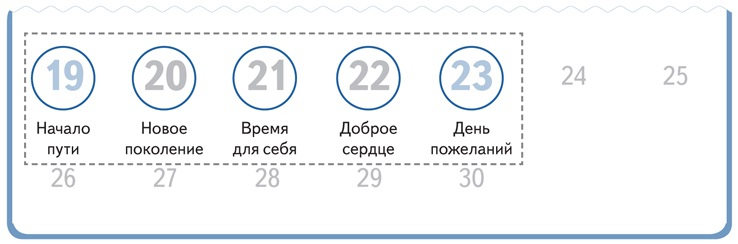 19 20 21 22 23 24 25
Начало Новое Время Доброе День
пути поколение для себя сердце пожеланий
26 27 28 29 30